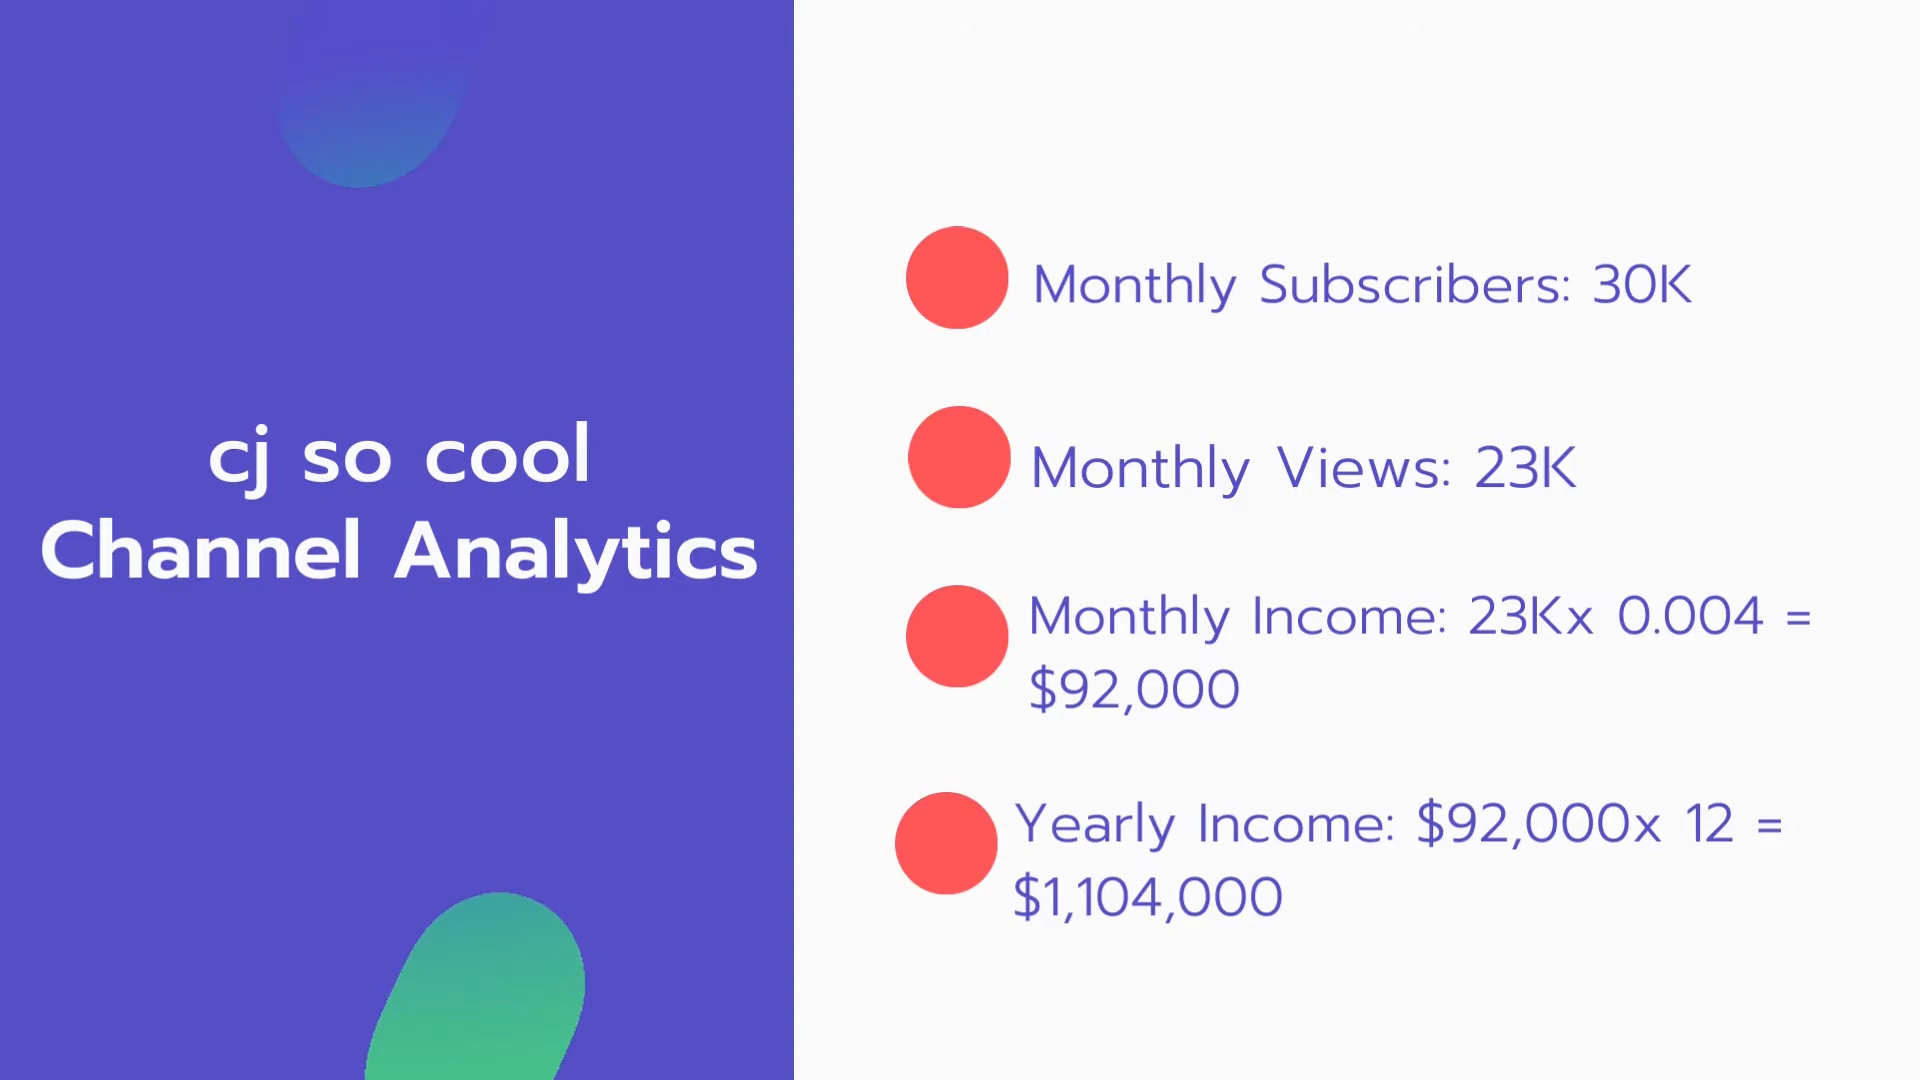 cj so cool
Channel Analytics
Monthly Subscribers: 30K
Monthly Views: 23K
Monthly Income: 23Kx 0.004 =
$92,000
Yearly Income: $92,000x 12 =
$1,104,000